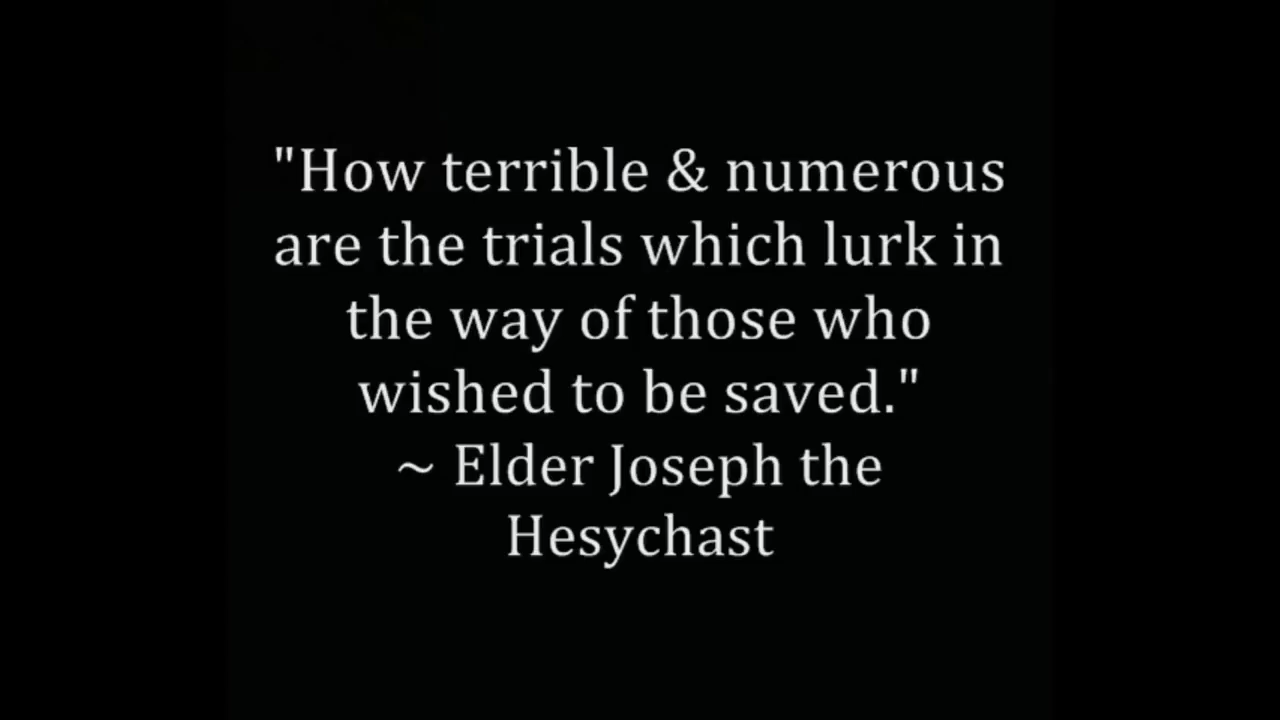 "How terrible & numerous
are the trials which lurk in
the way of those who
wished to be saved."
~ Elder Joseph the
Hesychast